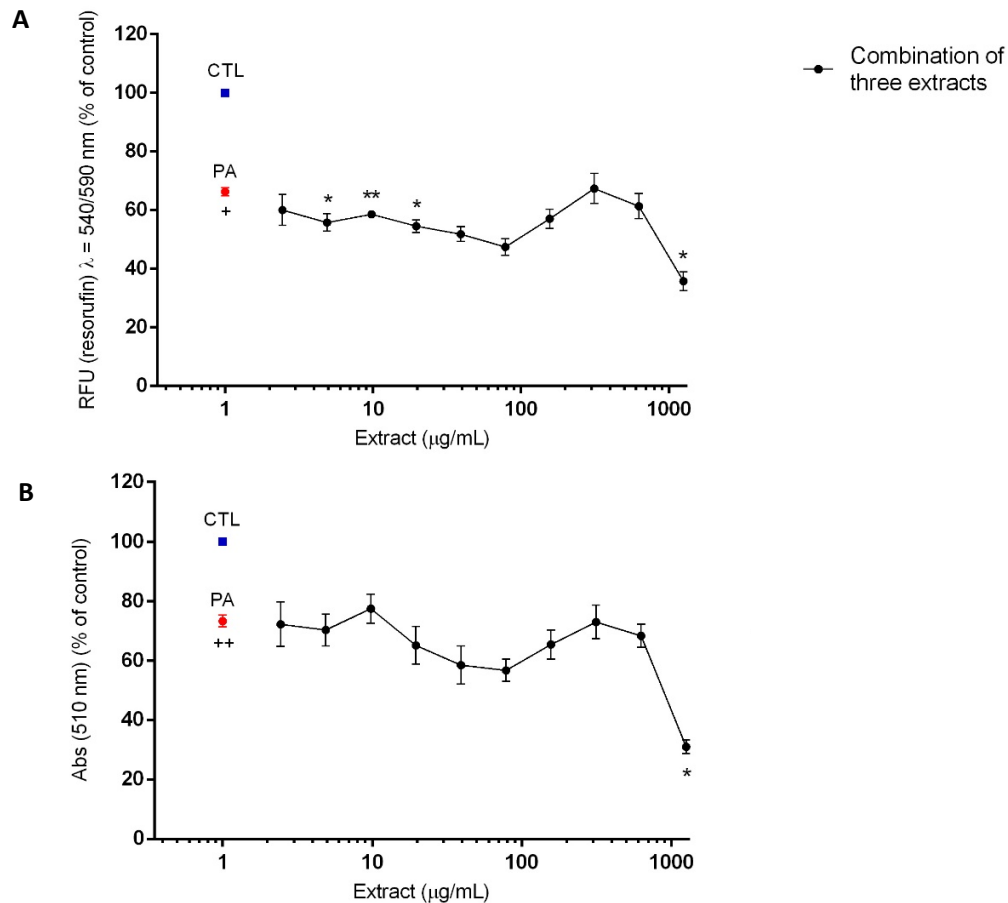 A
RFU (resorufin) λ = 540/590 nm (% of control)
120
100
80
60
40
20
0
CTL
PA
+
*
**
*
*
1
10
100
1000
Extract (μg/mL)
Combination of
three extracts
B
Abs (510 nm) (% of control)
120
100
80
60
40
20
0
CTL
PA
++
*
1
10
100
1000
Extract (μg/mL)